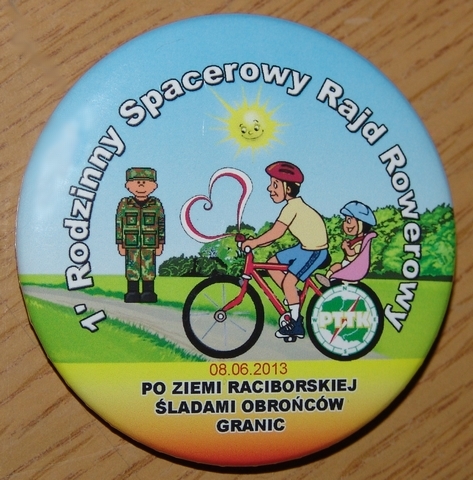 1' Rodzinny Spacerowy Rajd Rowerowy
PTTK
08.06.2013
PO ZIEMI RACIBORSKIEJ
ŚLADAMI OBROŃCÓW
GRANIC